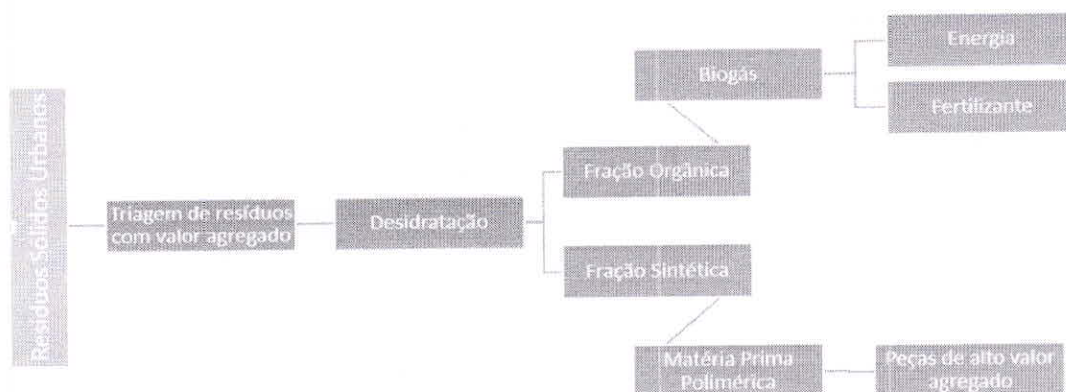 Resíduos Sólidos Urbanos
Triagem de resíduos
com valor agregado
Desidratação
Fração Orgânica
Biogás
Energia
Fertilizante
Fração Sintética
Matéria Prima
Polimérica
Peças de alto valor
agregado